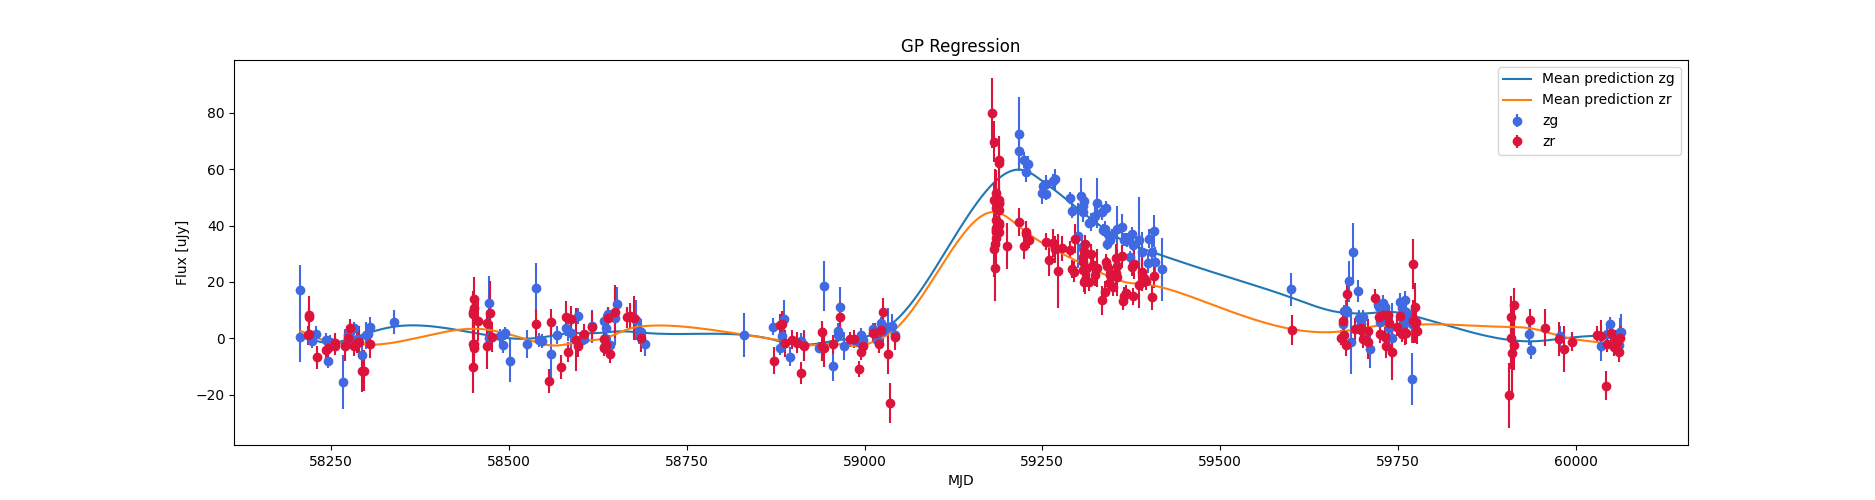 GP Regression
Mean prediction zg
Mean prediction zr
zg
zr
Flux [uJy]
80
60
40
20
0
−20
58250 58500 58750 59000 59250 59500 59750 60000
MJD